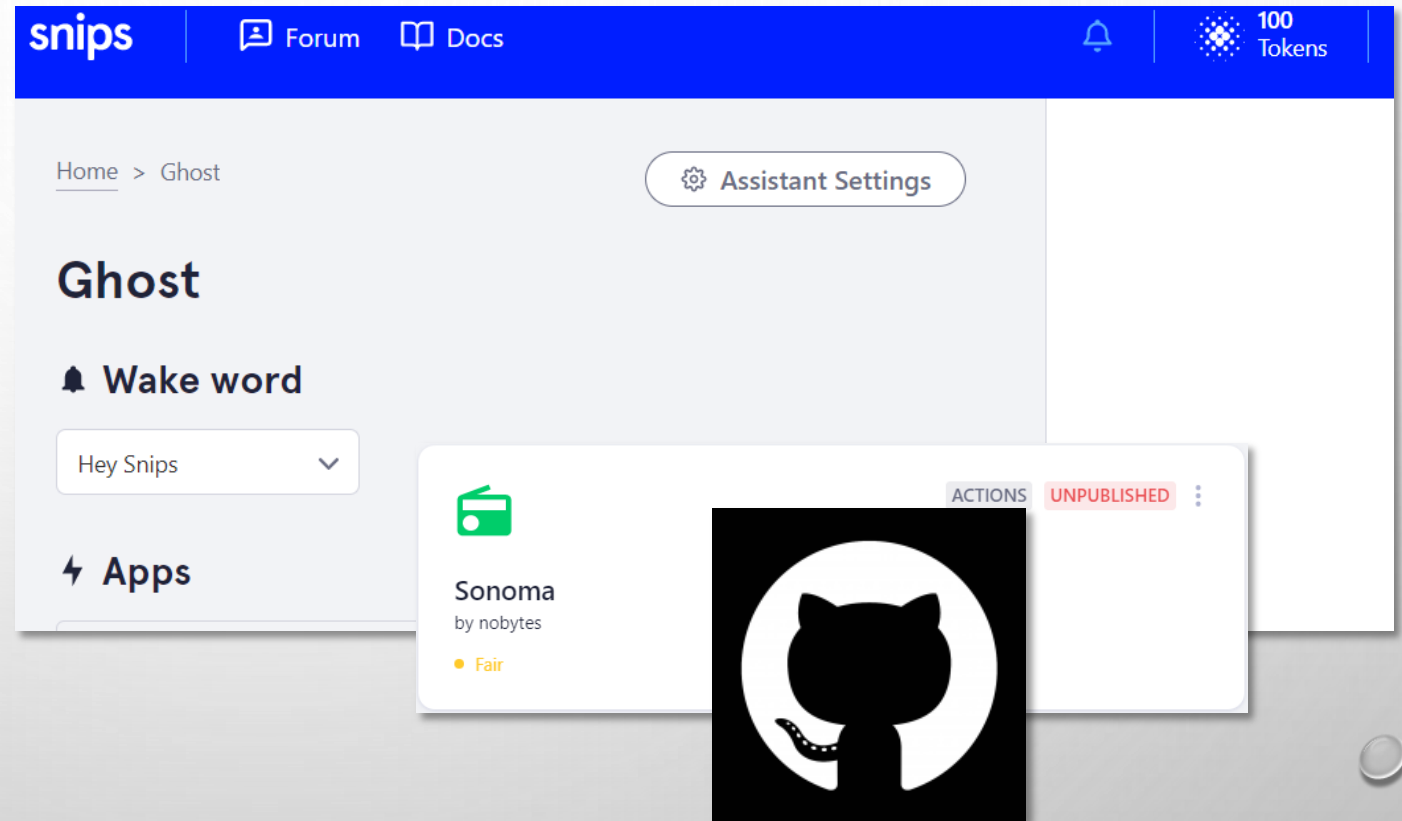 snips
Forum
Docs
100
Tokens
Home > Ghost
Assistant Settings
Ghost
Wake word
Hey Snips
ACTIONS
UNPUBLISHED
Apps
Sonoma
by nobytes
Fair